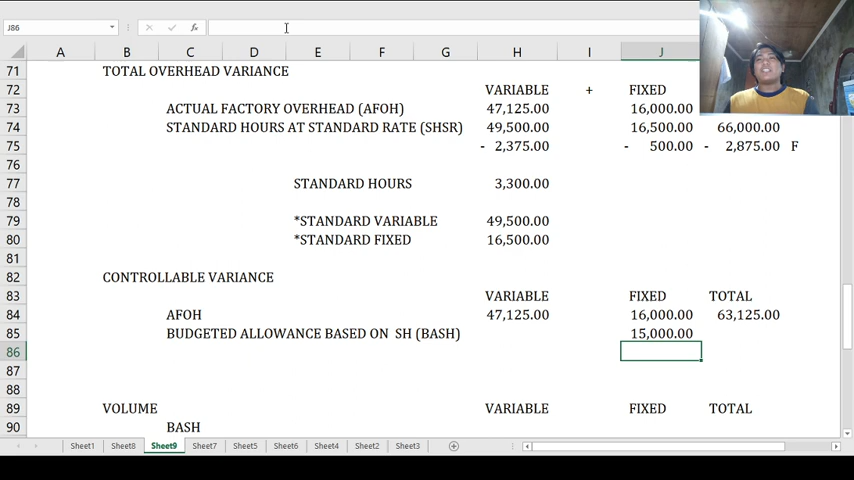 J86 fx
A B C D E F G H I J
71 TOTAL OVERHEAD VARIANCE
72 VARIABLE + FIXED
73 ACTUAL FACTORY OVERHEAD (AFOH) 47,125.00 16,000.00
74 STANDARD HOURS AT STANDARD RATE (SHSR) 49,500.00 16,500.00 66,000.00
75 - 2,375.00 - 500.00 - 2,875.00 F
76
77 STANDARD HOURS 3,300.00
78
79 *STANDARD VARIABLE 49,500.00
80 *STANDARD FIXED 16,500.00
81
82 CONTROLLABLE VARIANCE
83 VARIABLE FIXED TOTAL
84 AFOH 47,125.00 16,000.00 63,125.00
85 BUDGETED ALLOWANCE BASED ON SH (BASH) 15,000.00
86
87
88
89 VOLUME VARIABLE FIXED TOTAL
90 BASH
Sheet1 Sheet8 Sheet9 Sheet7 Sheet5 Sheet6 Sheet4 Sheet2 Sheet3